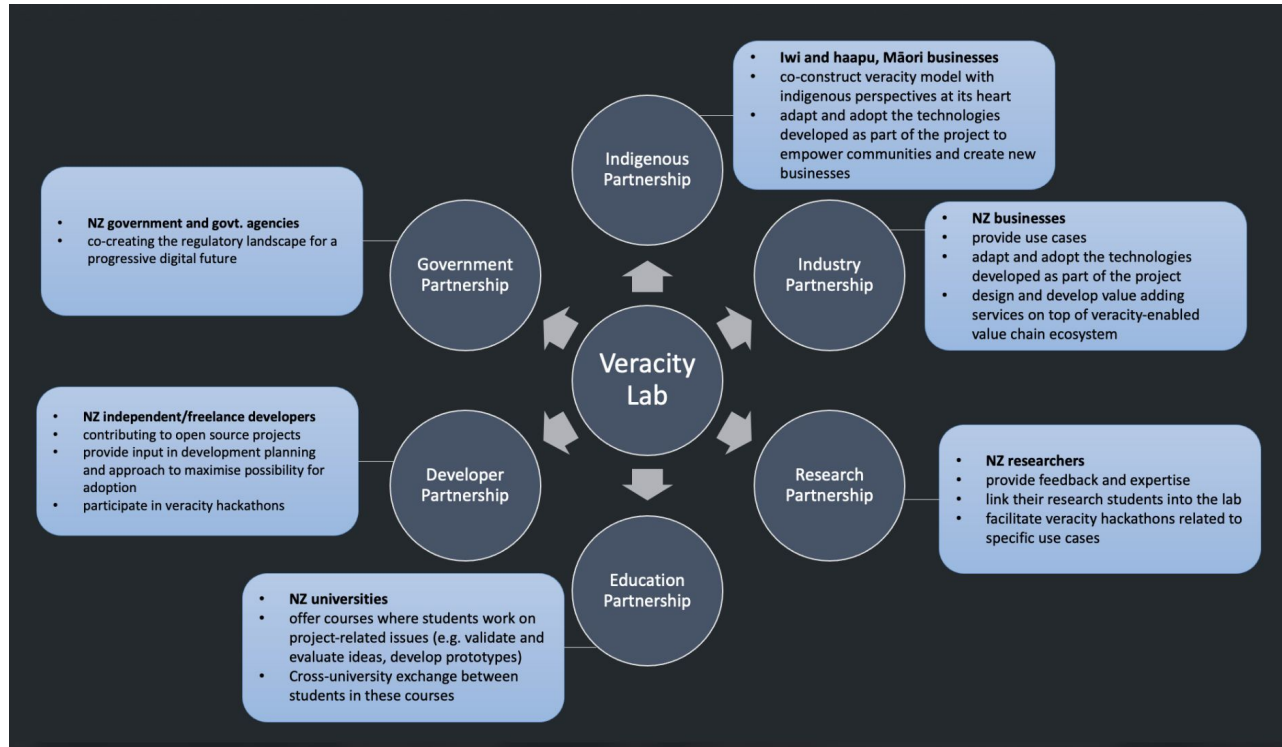 • Iwi and haapu, Māori businesses
• co-construct veracity model with
indigenous perspectives at its heart
• adapt and adopt the technologies
developed as part of the project to
empower communities and create new
businesses
Indigenous
Partnership
• NZ government and govt. agencies
• co-creating the regulatory landscape for a
progressive digital future
Government
Partnership
• NZ businesses
• provide use cases
• adapt and adopt the technologies
developed as part of the project
• design and develop value adding
services on top of veracity-enabled
value chain ecosystem
Industry
Partnership
Veracity
Lab
• NZ independent/freelance developers
• contributing to open source projects
• provide input in development planning
and approach to maximise possibility for
adoption
• participate in veracity hackathons
Developer
Partnership
Research
Partnership
• NZ researchers
• provide feedback and expertise
• link their research students into the lab
• facilitate veracity hackathons related to
specific use cases
Education
Partnership
• NZ universities
• offer courses where students work on
project-related issues (e.g. validate and
evaluate ideas, develop prototypes)
• Cross-university exchange between
students in these courses